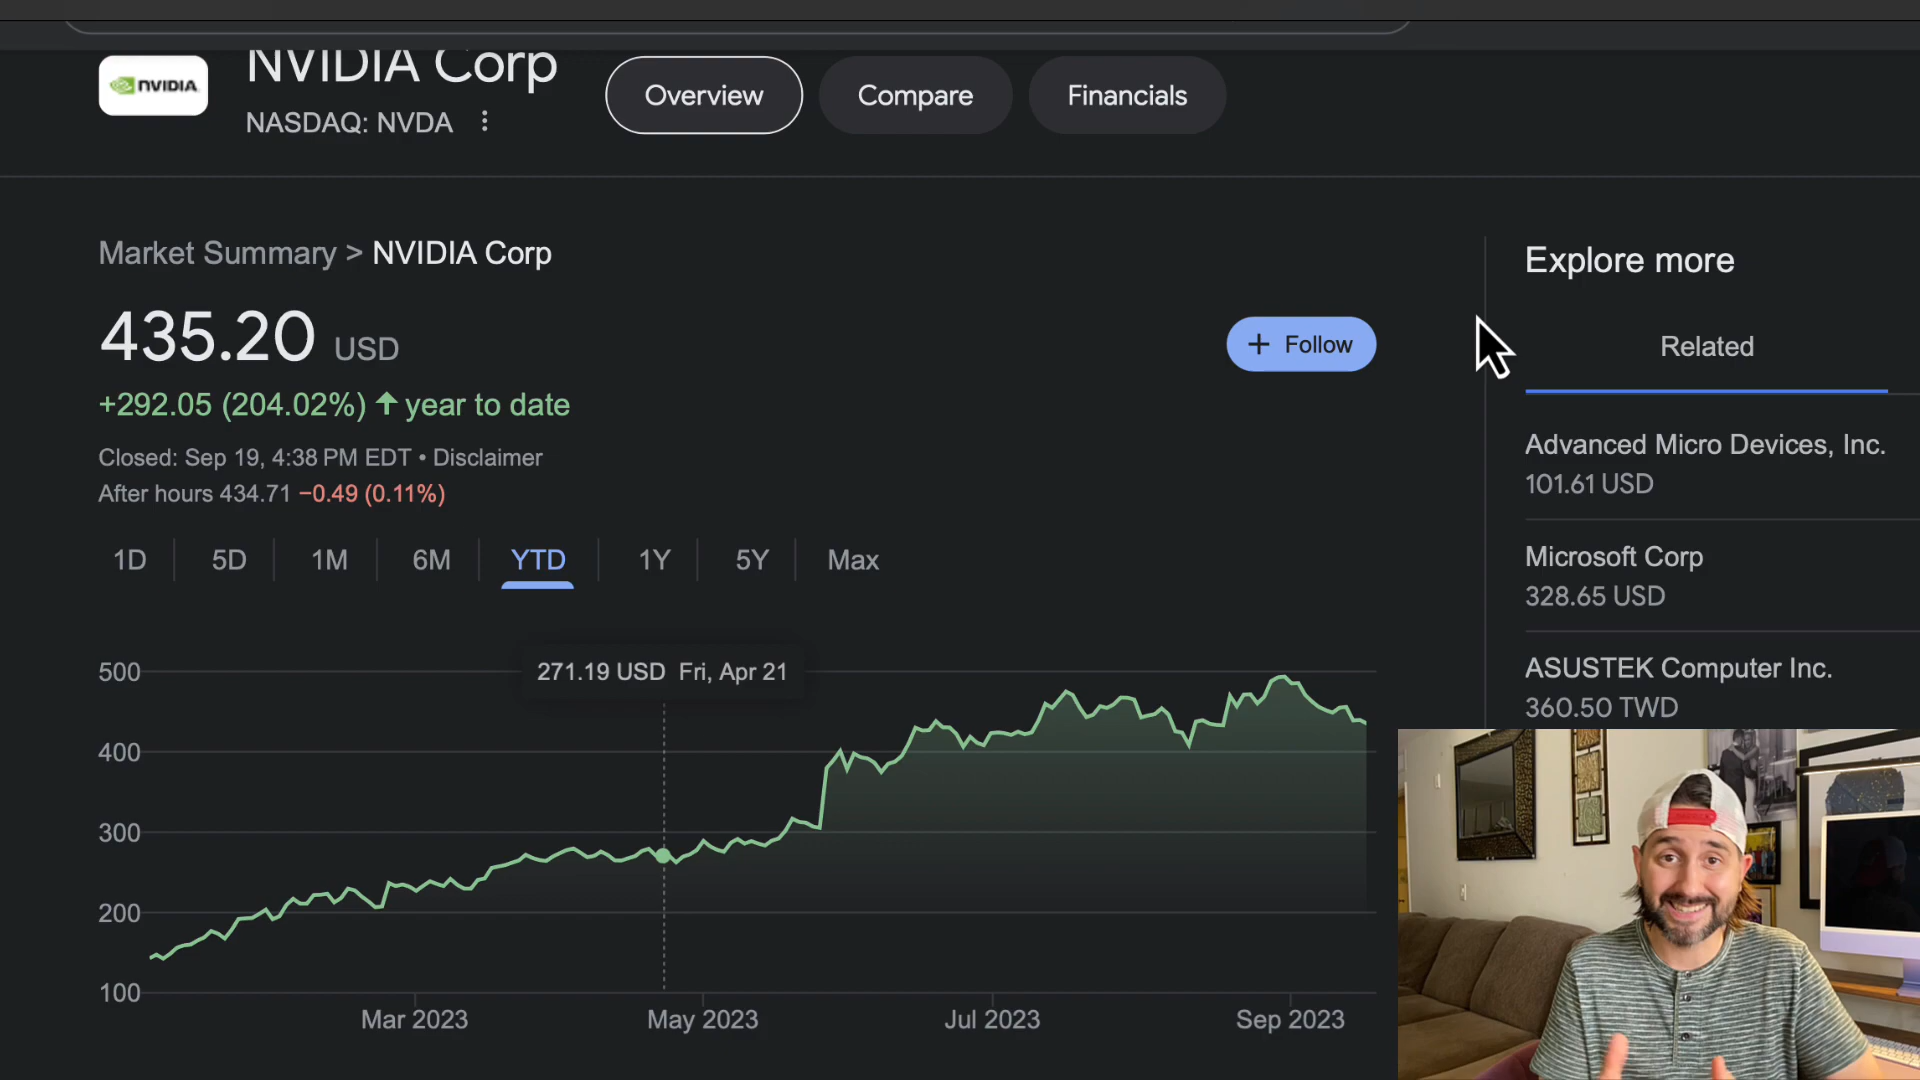 NVIDIA Corp
NVIDIA
NASDAQ: NVDA
Overview
Compare
Financials
Market Summary > NVIDIA Corp
435.20 USD
+ Follow
+292.05 (204.02%) ↑ year to date
Closed: Sep 19, 4:38 PM EDT • Disclaimer
After hours 434.71 −0.49 (0.11%)
1D
5D
1M
6M
YTD
1Y
5Y
Max
271.19 USD Fri, Apr 21
500
400
300
200
100
Mar 2023
May 2023
Jul 2023
Sep 2023
Explore more
Related
Advanced Micro Devices, Inc.
101.61 USD
Microsoft Corp
328.65 USD
ASUSTEK Computer Inc.
360.50 TWD